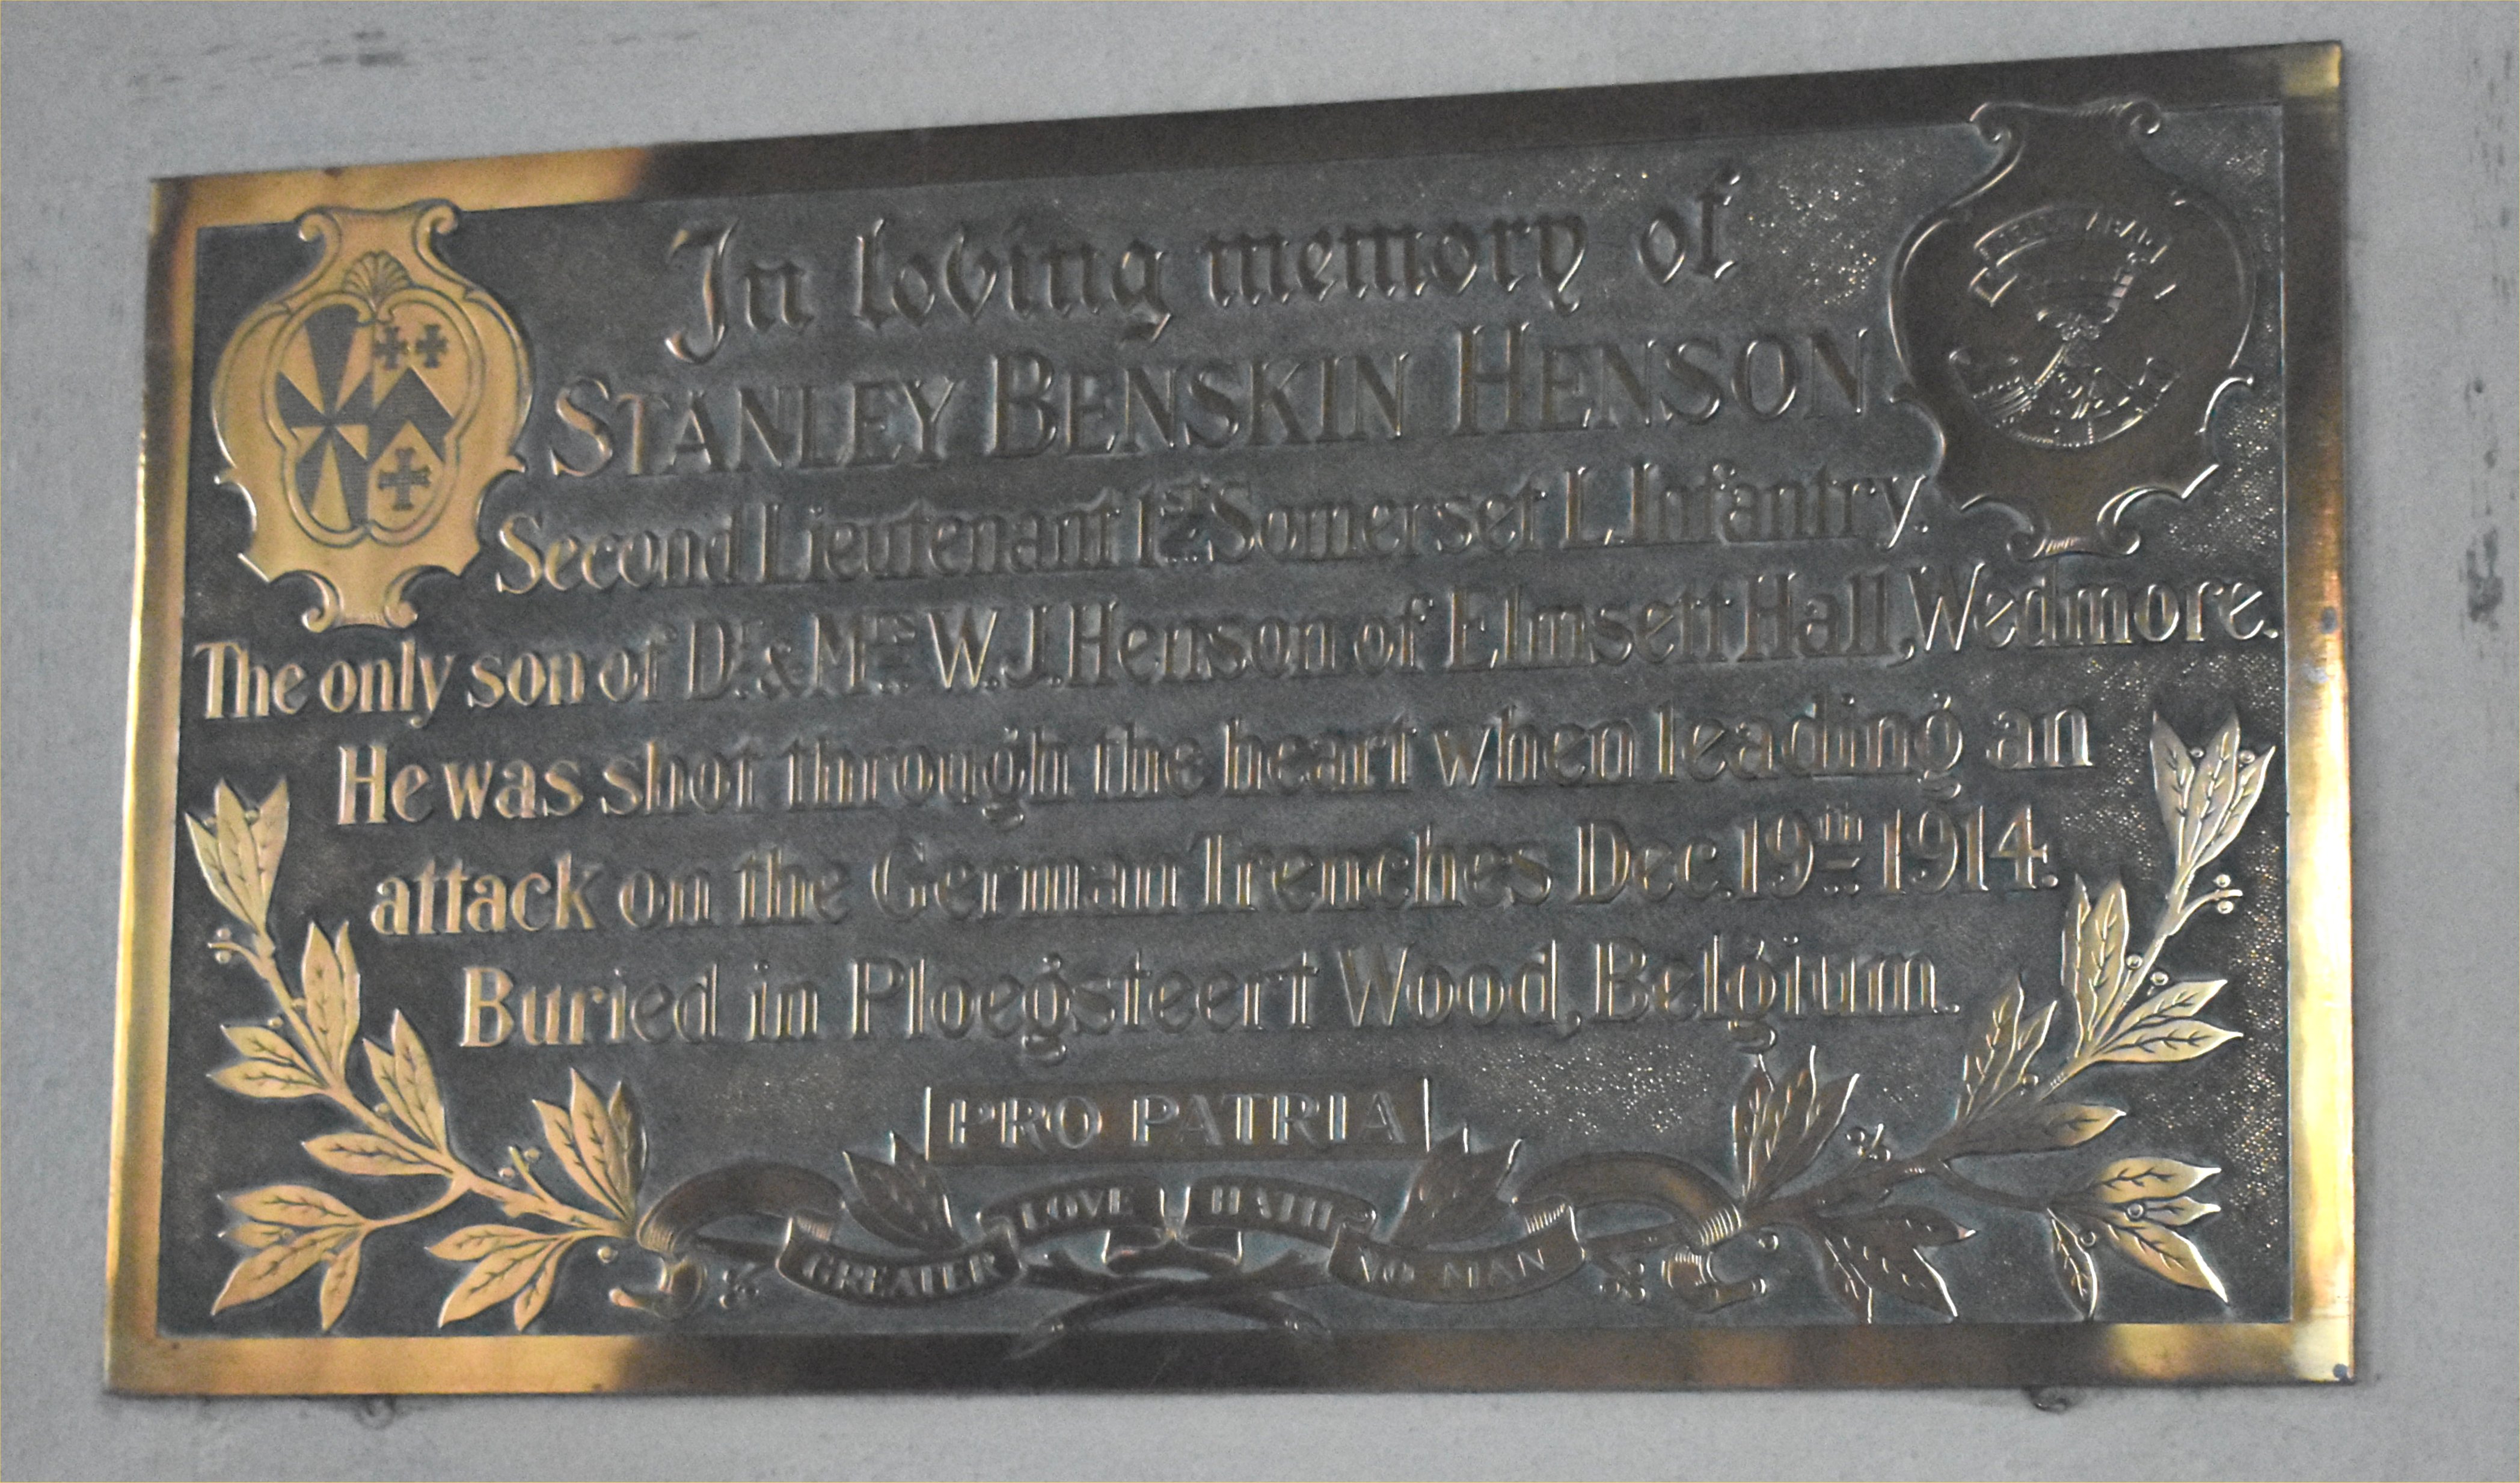 In loving memory of
STANLEY BENSKIN HENSON
Second Lieutenant 1st Somerset L. Infantry.
The only son of Dr. & Mrs. W. J. Henson of Elmsett Hall, Wedmore.
He was shot through the heart when leading an
attack on the German Trenches Dec. 19th 1914.
Buried in Ploegsteert Wood, Belgium.
PRO PATRIA
GREATER LOVE HATH NO MAN